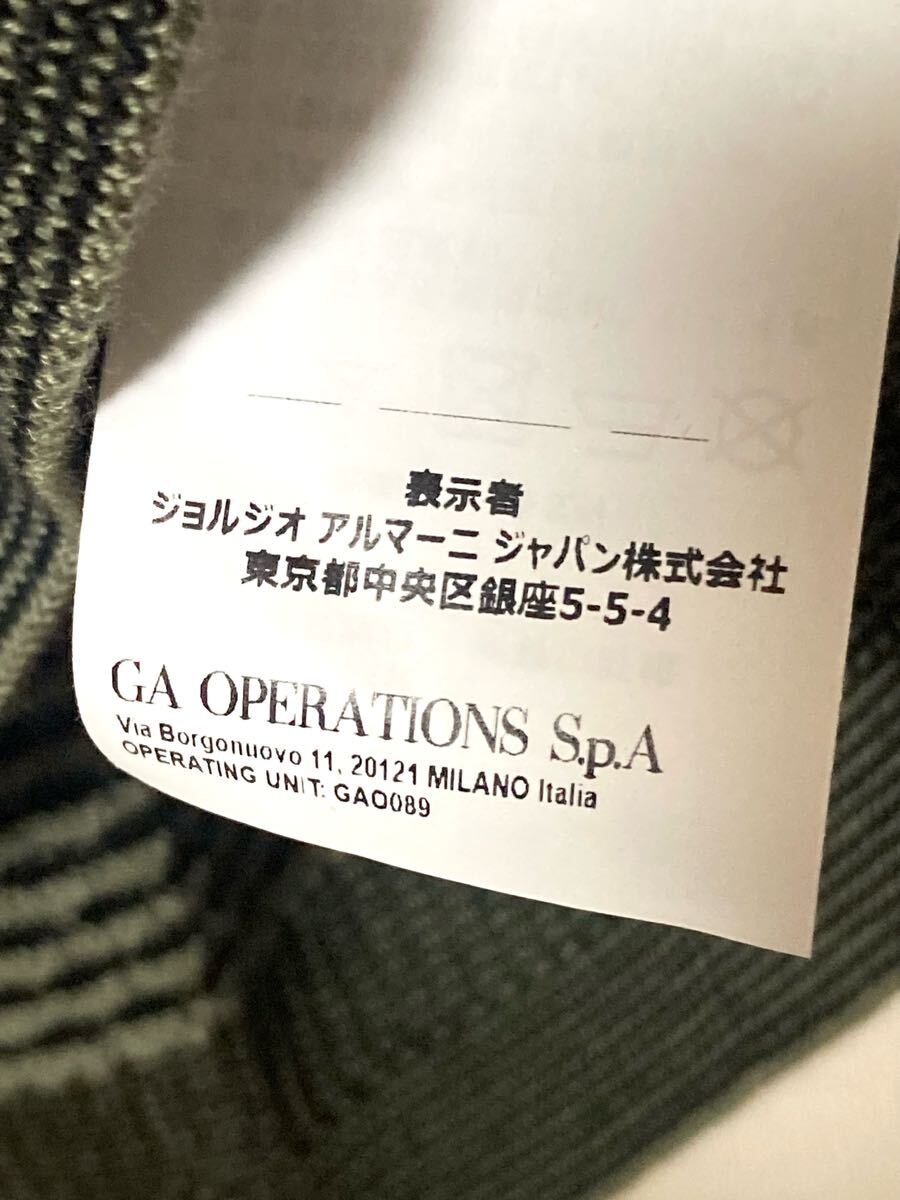 表示者
ジョルジオ アルマーニ ジャパン株式会社
東京都中央区銀座5-5-4
GA OPERATIONS S.p.A
Via Borgonuovo 11, 20121 MILANO Italia
OPERATING UNIT: GAO089